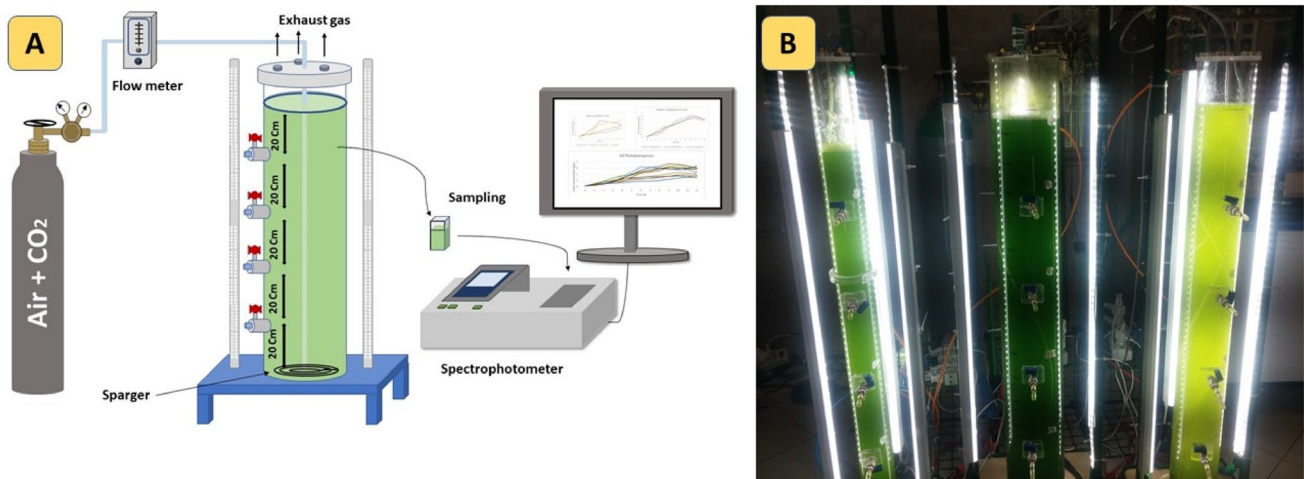 A
Exhaust gas
Flow meter
20 Cm
20 Cm
20 Cm
20 Cm
20 Cm
Air + CO₂
Sampling
Spectrophotometer
Sparger
B